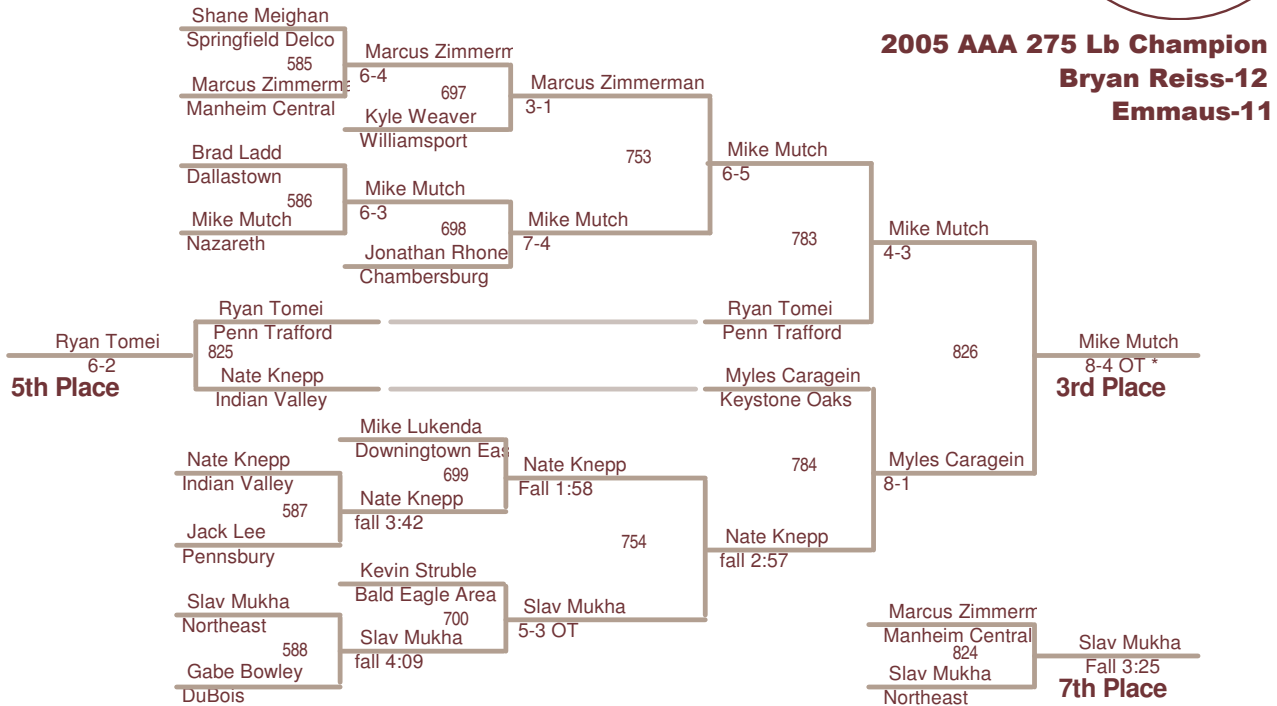 2005 AAA 275 Lb Champion
Bryan Reiss-12
Emmaus-11
Shane Meighan
Springfield Delco
585
Marcus Zimmerma
Manheim Central
Marcus Zimmerm
6-4
697
Kyle Weaver
Williamsport
Marcus Zimmerman
3-1
Brad Ladd
Dallastown
586
Mike Mutch
Nazareth
Mike Mutch
6-3
698
Jonathan Rhone
Chambersburg
Mike Mutch
7-4
753
Mike Mutch
6-5
783
Ryan Tomei
Penn Trafford
Mike Mutch
4-3
Ryan Tomei
6-2
5th Place
Ryan Tomei
Penn Trafford
825
Nate Knepp
Indian Valley
Myles Caragein
Keystone Oaks
826
Mike Mutch
8-4 OT *
3rd Place
Mike Lukenda
Downingtown Eas
699
Nate Knepp
Indian Valley
587
Jack Lee
Pennsbury
Nate Knepp
fall 3:42
Nate Knepp
Fall 1:58
784
Myles Caragein
8-1
754
Nate Knepp
fall 2:57
Kevin Struble
Bald Eagle Area
700
Slav Mukha
Northeast
588
Gabe Bowley
DuBois
Slav Mukha
fall 4:09
Slav Mukha
5-3 OT
Marcus Zimmerm
Manheim Central
824
Slav Mukha
Northeast
Slav Mukha
Fall 3:25
7th Place